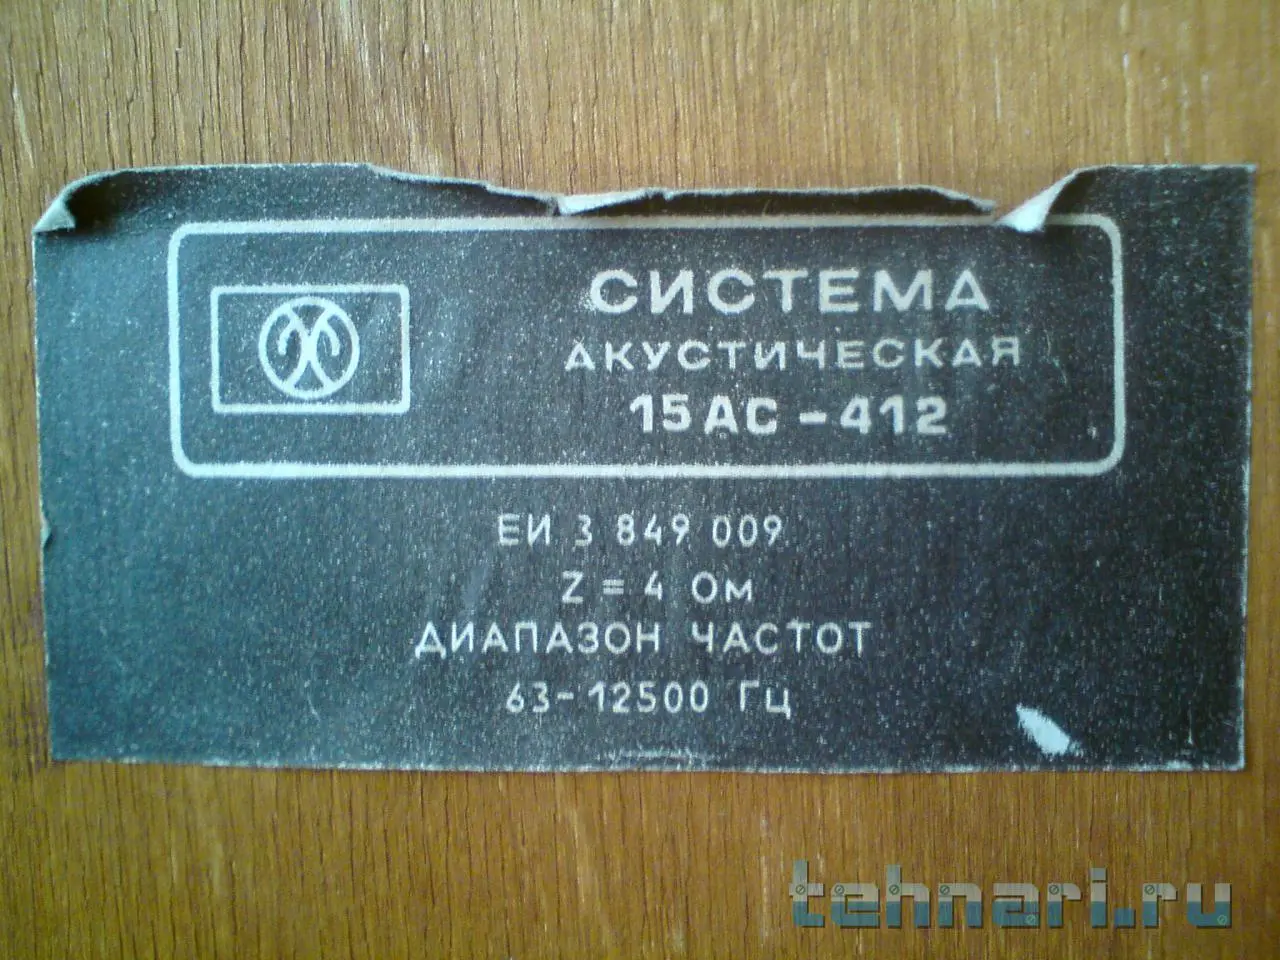 СИСТЕМА
АКУСТИЧЕСКАЯ
15АС-412
ЕИ 3 849 009
Z = 4 Ом
ДИАПАЗОН ЧАСТОТ
63-12500 Гц
tehnari.ru